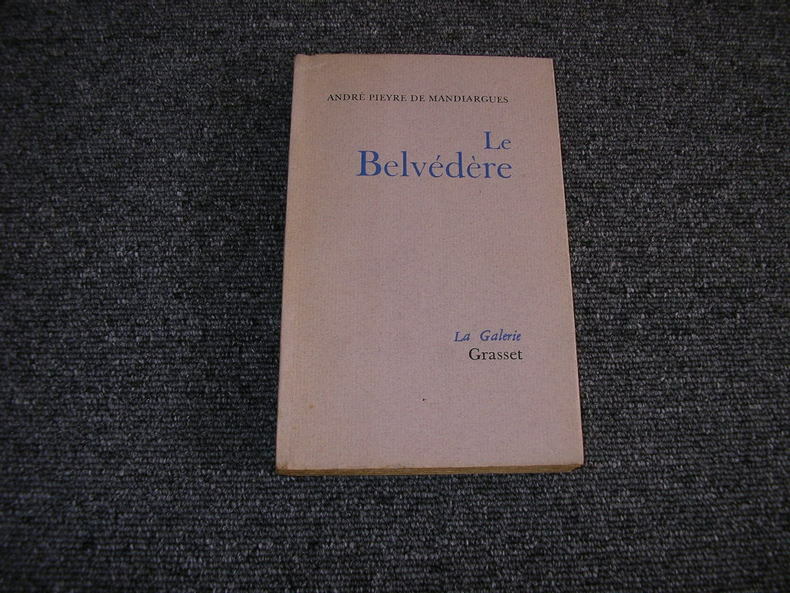 ANDRÉ PIEYRE DE MANDIARGUES
Le
Belvédère
La Galerie
Grasset